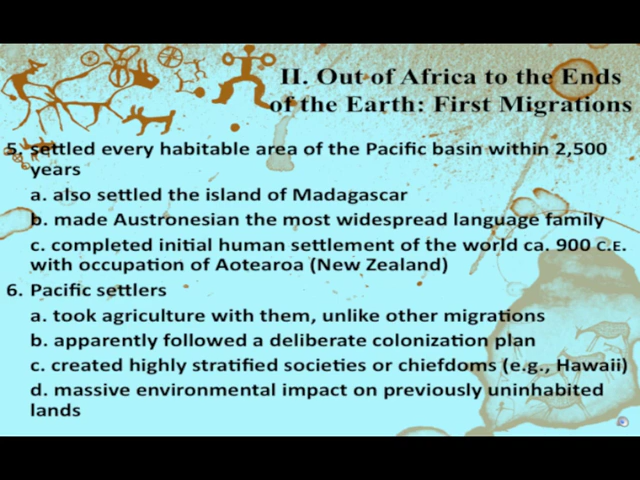 II. Out of Africa to the Ends
of the Earth: First Migrations
5. settled every habitable area of the Pacific basin within 2,500
years
a. also settled the island of Madagascar
b. made Austronesian the most widespread language family
c. completed initial human settlement of the world ca. 900 C.E.
with occupation of Aotearoa (New Zealand)
6. Pacific settlers
a. took agriculture with them, unlike other migrations
b. apparently followed a deliberate colonization plan
c. created highly stratified societies or chiefdoms (e.g., Hawaii)
d. massive environmental impact on previously uninhabited
lands